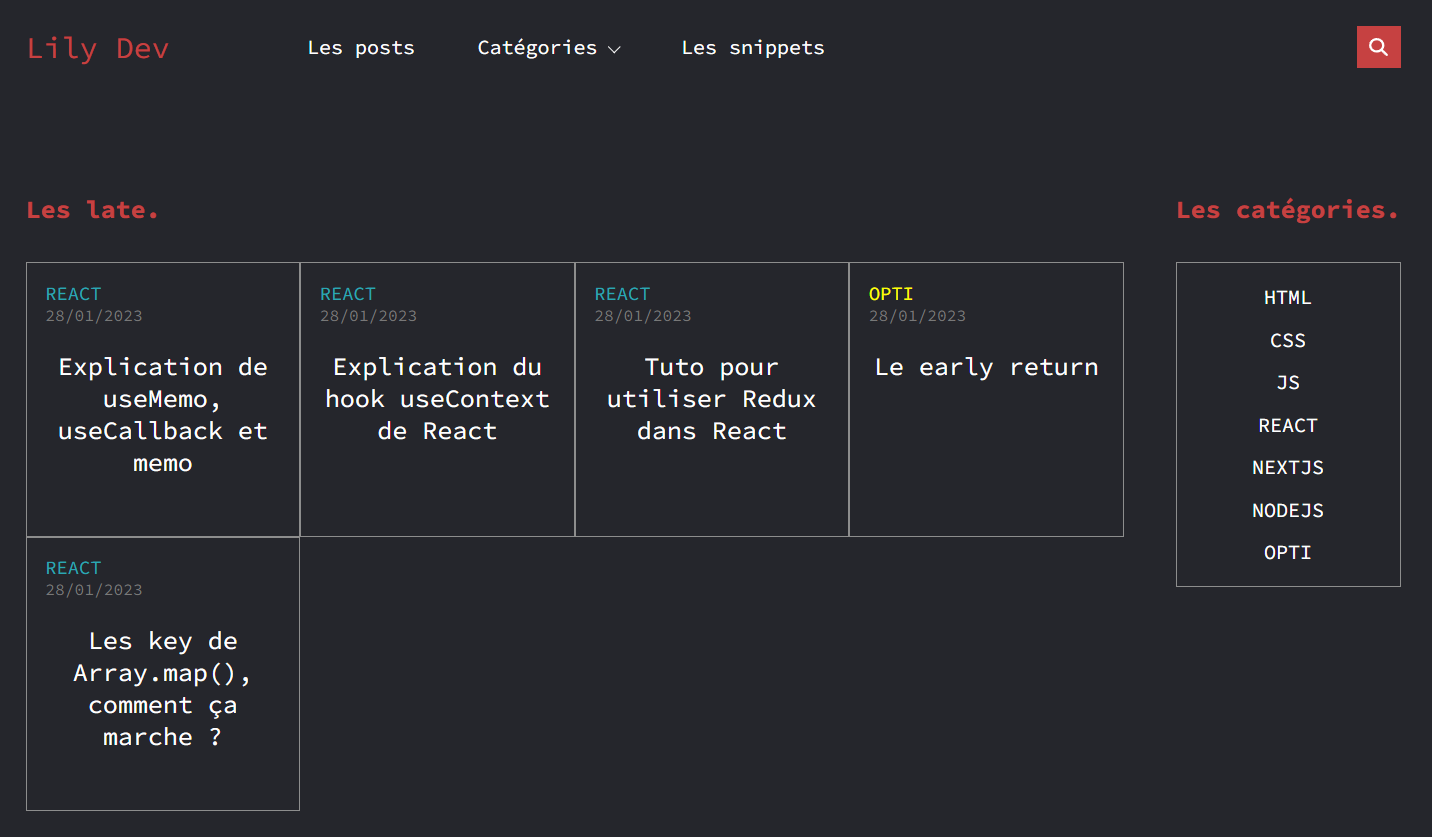 Lily Dev
Les posts
Catégories
Les snippets
Les late.
REACT
28/01/2023
Explication de
useMemo,
useCallback et
memo
REACT
28/01/2023
Explication du
hook useContext
de React
REACT
28/01/2023
Tuto pour
utiliser Redux
dans React
OPTI
28/01/2023
Le early return
REACT
28/01/2023
Les key de
Array.map(),
comment ça
marche ?
Les catégories.
HTML
CSS
JS
REACT
NEXTJS
NODEJS
OPTI